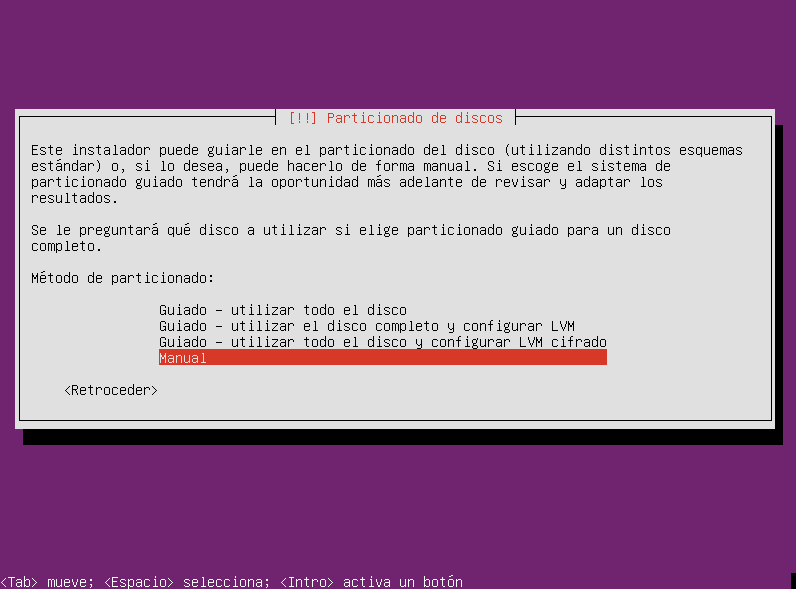 [!!] Particionado de discos
Este instalador puede guiarle en el particionado del disco (utilizando distintos esquemas
estándar) o, si lo desea, puede hacerlo de forma manual. Si escoge el sistema de
particionado guiado tendrá la oportunidad más adelante de revisar y adaptar los
resultados.
Se le preguntará qué disco a utilizar si elige particionado guiado para un disco
completo.
Método de particionado:
Guiado - utilizar todo el disco
Guiado - utilizar el disco completo y configurar LVM
Guiado - utilizar todo el disco y configurar LVM cifrado
Manual
<Retroceder>
<Tab> mueve; <Espacio> selecciona; <Intro> activa un botón